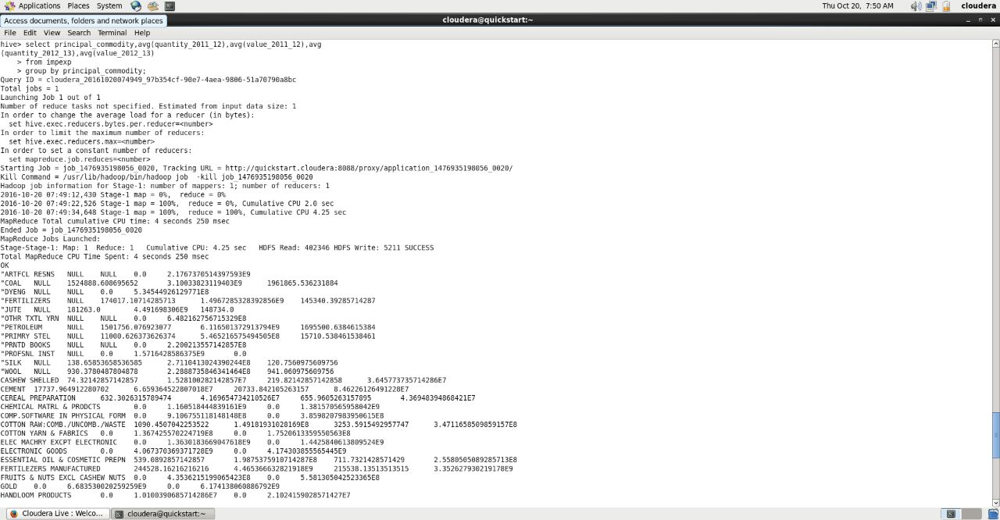 Applications Places System Thu Oct 20, 7:50 AM cloudera
Access documents, folders and network places cloudera@quickstart:~
File Edit View Search Terminal Help
hive> select principal_commodity,avg(quantity_2011_12),avg(value_2011_12),avg
(quantity_2012_13),avg(value_2012_13)
> from impexp
> group by principal_commodity;
Query ID = cloudera_20161020074949_97b354cf-90e7-4aea-9806-51a70790a8bc
Total jobs = 1
Launching Job 1 out of 1
Number of reduce tasks not specified. Estimated from input data size: 1
In order to change the average load for a reducer (in bytes):
set hive.exec.reducers.bytes.per.reducer=<number>
In order to limit the maximum number of reducers:
set hive.exec.reducers.max=<number>
In order to set a constant number of reducers:
set mapreduce.job.reduces=<number>
Starting Job = job_1476935198056_0020, Tracking URL = http://quickstart.cloudera:8088/proxy/application_1476935198056_0020/
Kill Command = /usr/lib/hadoop/bin/hadoop job -kill job_1476935198056_0020
Hadoop job information for Stage-1: number of mappers: 1; number of reducers: 1
2016-10-20 07:49:12,430 Stage-1 map = 0%, reduce = 0%
2016-10-20 07:49:22,526 Stage-1 map = 100%, reduce = 0%, Cumulative CPU 2.0 sec
2016-10-20 07:49:34,648 Stage-1 map = 100%, reduce = 100%, Cumulative CPU 4.25 sec
MapReduce Total cumulative CPU time: 4 seconds 250 msec
Ended Job = job_1476935198056_0020
MapReduce Jobs Launched:
Stage-Stage-1: Map: 1 Reduce: 1 Cumulative CPU: 4.25 sec HDFS Read: 402346 HDFS Write: 5211 SUCCESS
Total MapReduce CPU Time Spent: 4 seconds 250 msec
OK
"ARTFCL RESNS NULL NULL 0.0 2.1767370514397593E9
"COAL NULL 1524888.608695652 3.10033823119403E9 1961865.536231884
"DYENG NULL NULL 0.0 5.34544926129771E8
"FERTILIZERS NULL 174017.10714285713 1.4967285328392856E9 145340.39285714287
"JUTE NULL 181263.0 4.491698306E9 148734.0
"OTHR TXTL YRN NULL NULL 0.0 6.482162756715329E8
"PETROLEUM NULL 1501756.076923077 6.116501372913794E9 1695500.6384615384
"PRIMRY STEL NULL 11000.626373626374 5.465216575494505E8 15710.538461538461
"PRNTD BOOKS NULL NULL 0.0 2.200213557142857E8
"PROFSNL INST NULL 0.0 1.5716428586375E9 0.0
"SILK NULL 138.65853658536585 2.7110413024390244E8 120.7560975609756
"WOOL NULL 930.3780487804878 2.2888735846341464E8 941.060975609756
CASHEW SHELLED 74.32142857142857 1.528100282142857E7 219.82142857142858 3.645773735714286E7
CEMENT 17737.964912280702 6.659364522807018E7 20733.842105263157 8.46226126491228E7
CEREAL PREPARATION 632.3026315789474 4.169654734210526E7 655.9605263157895 4.36948394868421E7
CHEMICAL MATRL & PRODCTS 0.0 1.160518444839161E9 0.0 1.381570565958042E9
COMP.SOFTWARE IN PHYSICAL FORM 0.0 9.106755118148148E8 0.0 3.8598207983950615E8
COTTON RAW:COMB./UNCOMB./WASTE 1090.4507042253522 1.49181931028169E8 3253.5915492957747 3.4711658509859157E8
COTTON YARN & FABRICS 0.0 1.367425570224719E8 0.0 1.7520613359550563E8
ELEC MACHRY EXCPT ELECTRONIC 0.0 1.3630183669047618E9 0.0 1.4425840613809524E9
ELECTRONIC GOODS 0.0 4.067370369371728E9 0.0 4.174303855565445E9
ESSENTIAL OIL & COSMETIC PREPN 539.0892857142857 1.9875375910714287E8 711.7321428571429 2.5580505089285713E8
FERTILEZERS MANUFACTURED 244528.16216216216 4.465366632821918E9 215538.13513513515 3.352627930219178E9
FRUITS & NUTS EXCL CASHEW NUTS 0.0 4.3536215199065423E8 0.0 5.581305042523365E8
GOLD 0.0 6.683530020259259E9 0.0 6.174138060886792E9
HANDLOOM PRODUCTS 0.0 1.0100390685714286E7 0.0 2.1024159028571427E7
Cloudera Live : Welco... cloudera@quickstart:~